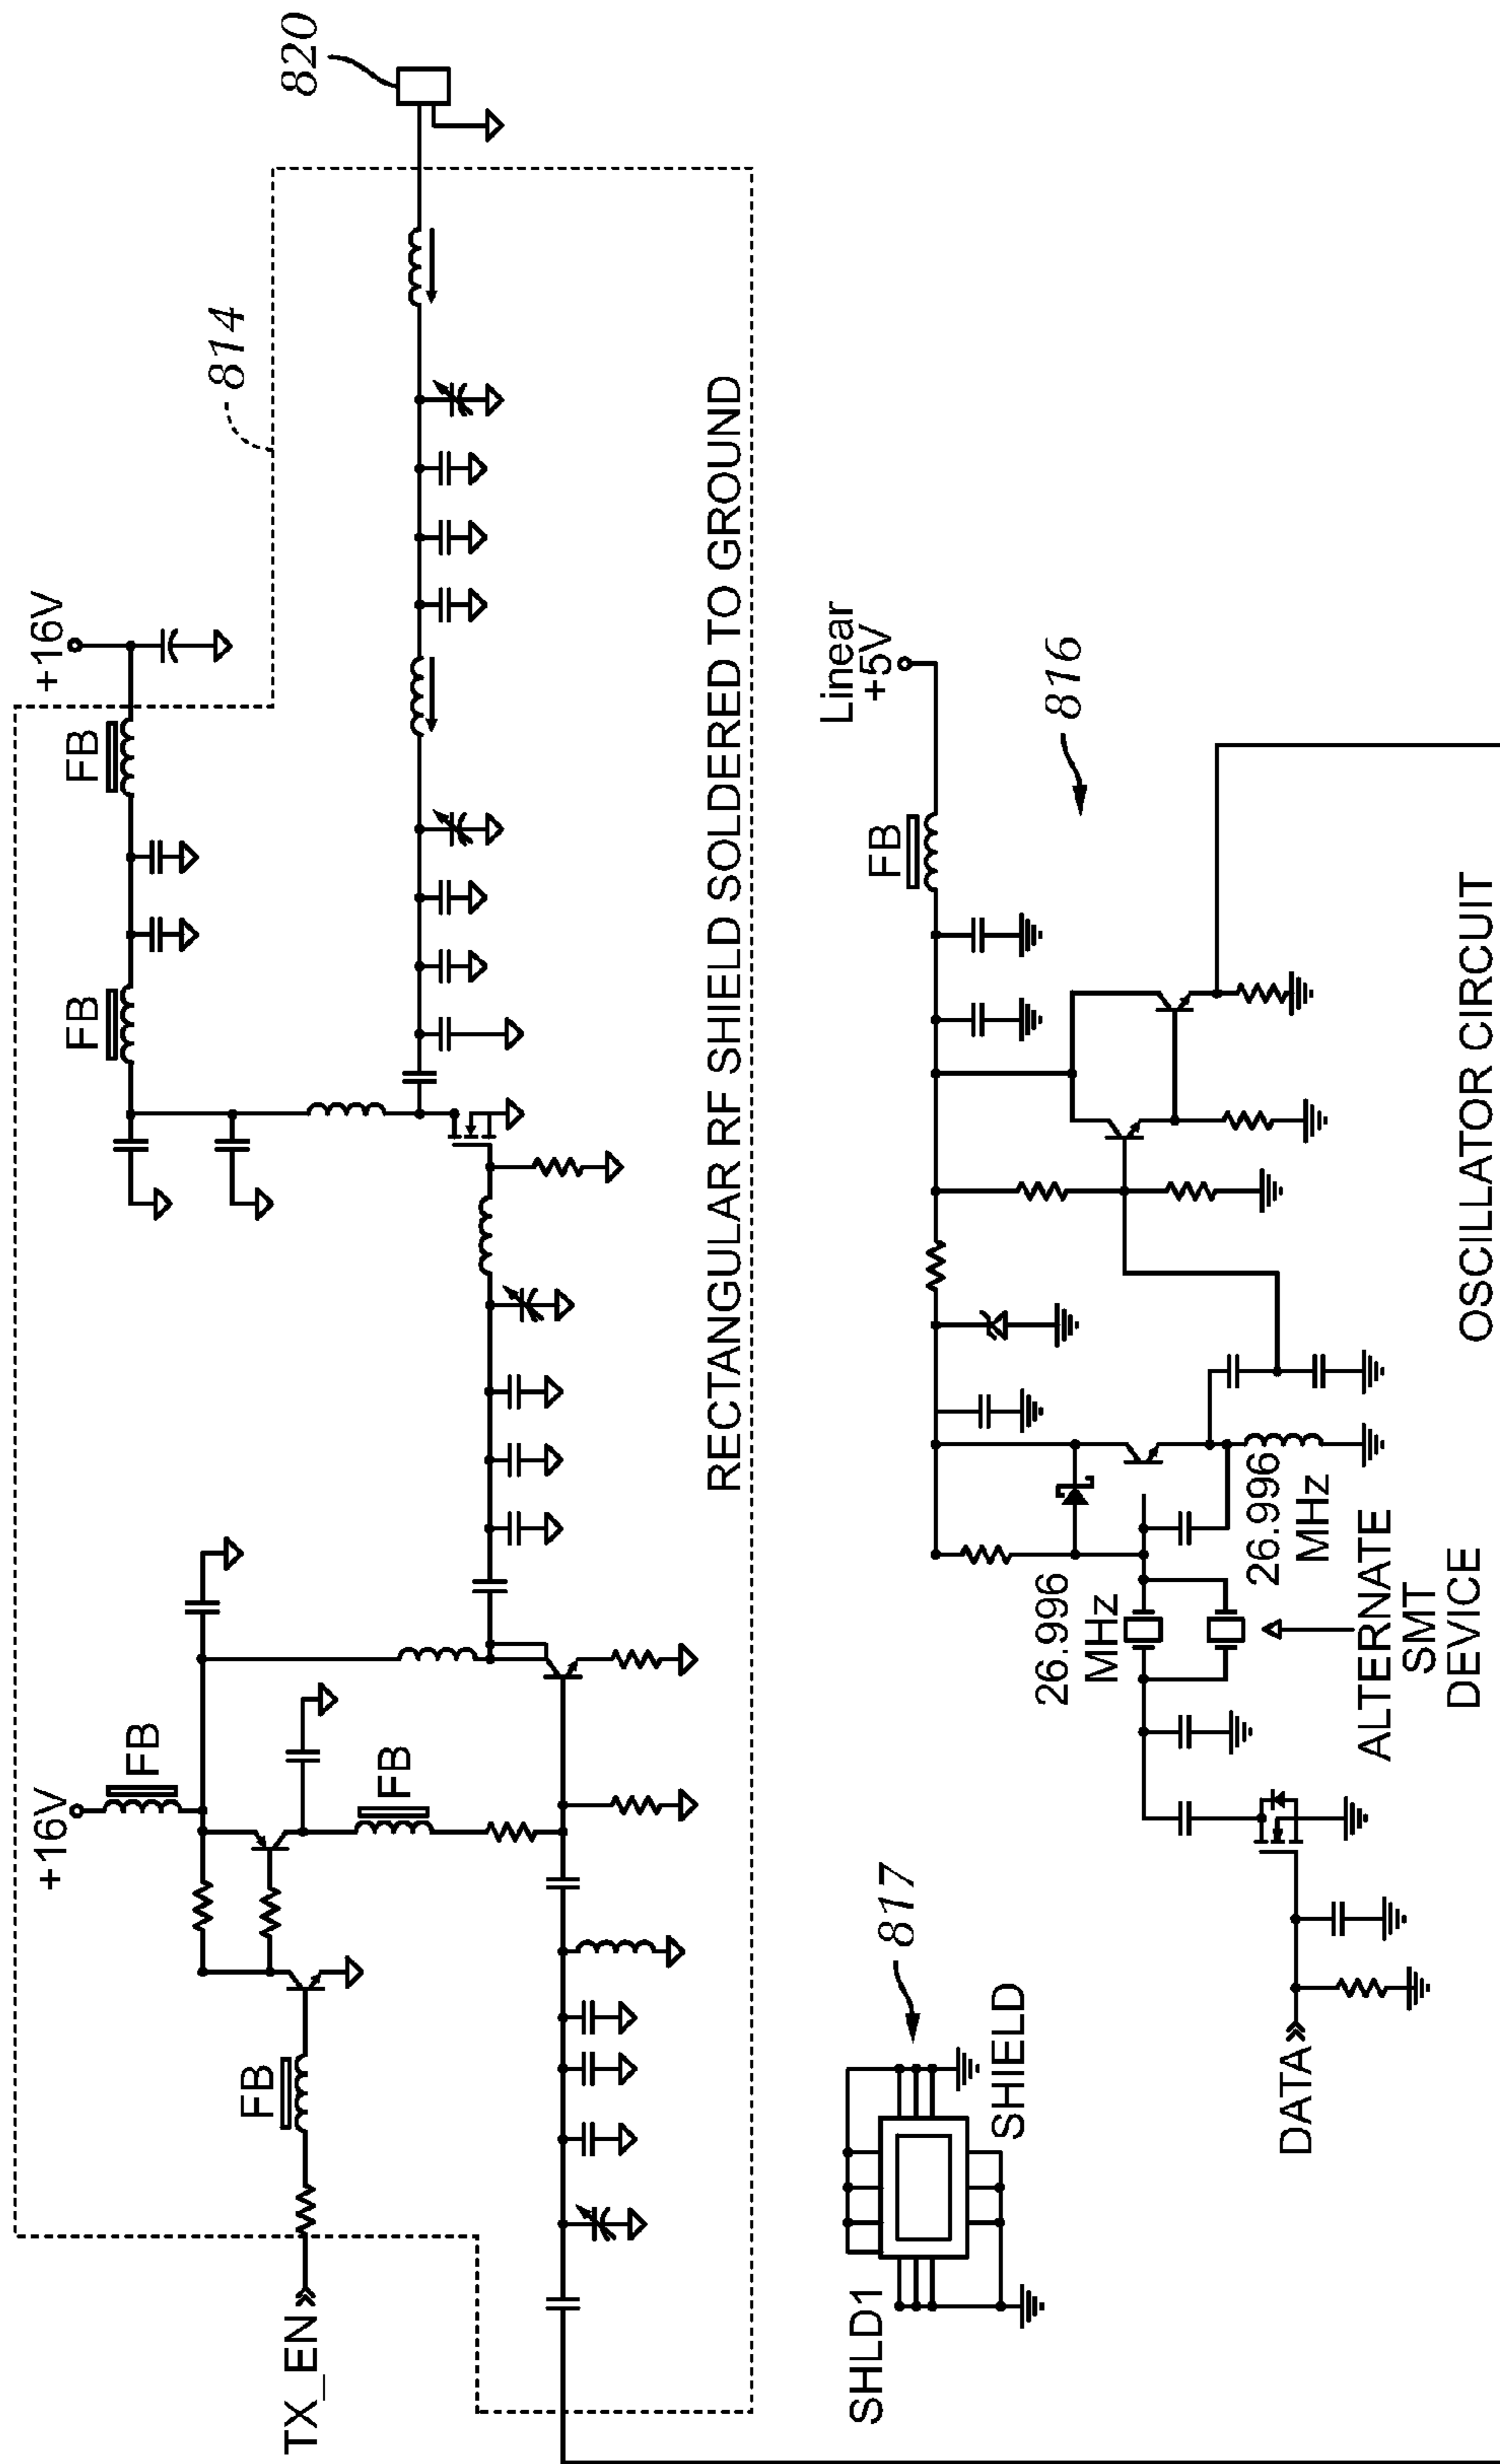 820
814
+16V
FB
FB
+16V
FB
FB
FB
TX_EN
RECTANGULAR RF SHIELD SOLDERED TO GROUND
Linear
+5V
FB
816
817
SHLD1
SHIELD
26.996
MHz
26.996
MHz
ALTERNATE
SMT
DEVICE
DATA
OSCILLATOR CIRCUIT